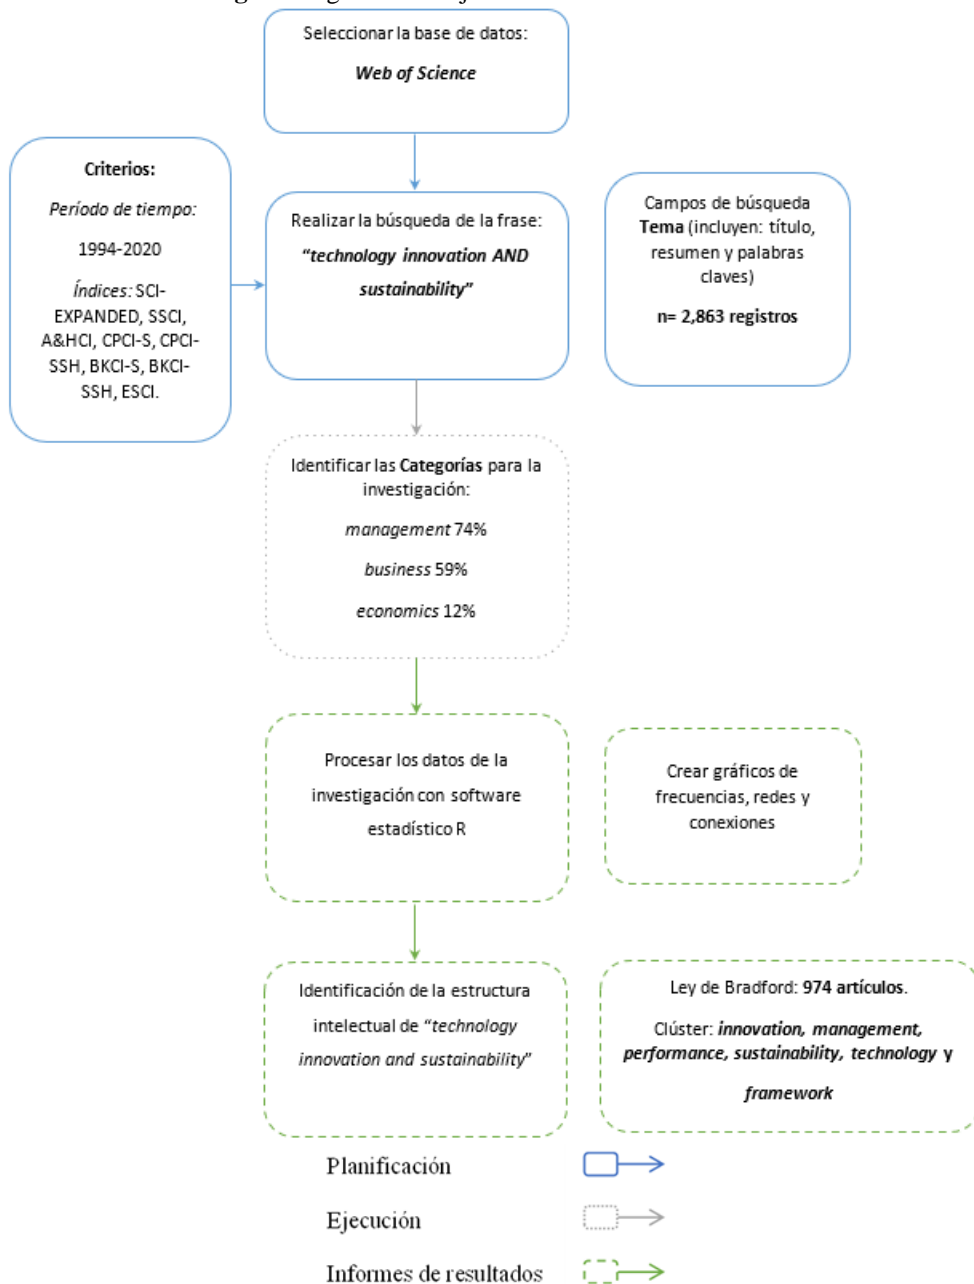 Seleccionar la base de datos:
Web of Science
Criterios:
Período de tiempo:
1994-2020
Índices: SCI-
EXPANDED, SSCI,
A&HCI, CPCI-S, CPCI-
SSH, BKCI-S, BKCI-
SSH, ESCI.
Realizar la búsqueda de la frase:
“technology innovation AND
sustainability”
Campos de búsqueda
Tema (incluyen: título,
resumen y palabras
claves)
n= 2,863 registros
Identificar las Categorías para la
investigación:
management 74%
business 59%
economics 12%
Procesar los datos de la
investigación con software
estadístico R
Crear gráficos de
frecuencias, redes y
conexiones
Identificación de la estructura
intelectual de “technology
innovation and sustainability”
Ley de Bradford: 974 artículos.
Clúster: innovation, management,
performance, sustainability, technology y
framework
Planificación
Ejecución
Informes de resultados